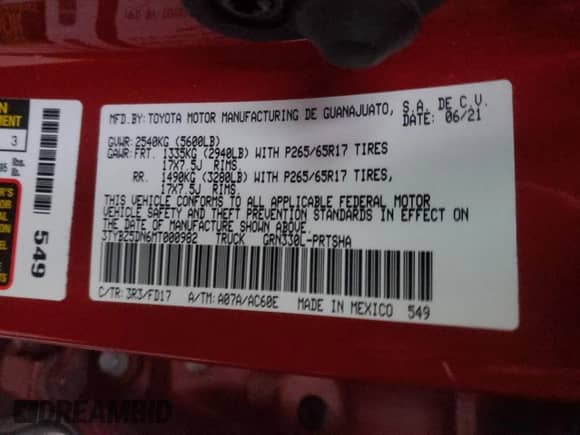 MFD.BY:TOYOTA MOTOR MANUFACTURING DE GUANAJUATO, S.A. DE C.V.
DATE: 06/21
GVWR: 2540KG (5600LB)
GAWR: FRT. 1335KG (2940LB) WITH P265/65R17 TIRES
17X7.5J RIMS
RR. 1490KG (3280LB) WITH P265/65R17 TIRES,
17X7.5J RIMS,
THIS VEHICLE CONFORMS TO ALL APPLICABLE FEDERAL MOTOR
VEHICLE SAFETY AND THEFT PREVENTION STANDARDS IN EFFECT ON
THE DATE OF MANUFACTURE SHOWN ABOVE.
3TYBZ5DN6MT000902 TRUCK GRN330L-PRTSHA
C/TR: 3R3/FD17 A/TM: A07A/AC60E MADE IN MEXICO 549
3
lbs.
549
DREAMBID